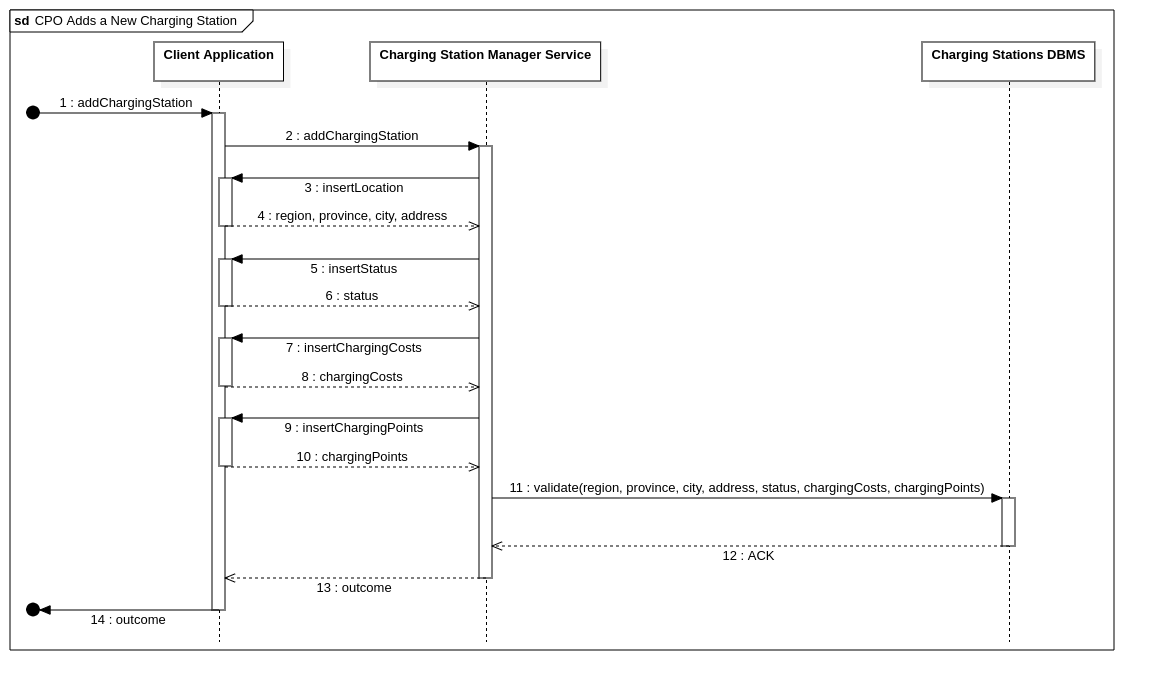 sd CPO Adds a New Charging Station
Client Application
Charging Station Manager Service
Charging Stations DBMS
1 : addChargingStation
2 : addChargingStation
3 : insertLocation
4 : region, province, city, address
5 : insertStatus
6 : status
7 : insertChargingCosts
8 : chargingCosts
9 : insertChargingPoints
10 : chargingPoints
11 : validate(region, province, city, address, status, chargingCosts, chargingPoints)
12 : ACK
13 : outcome
14 : outcome